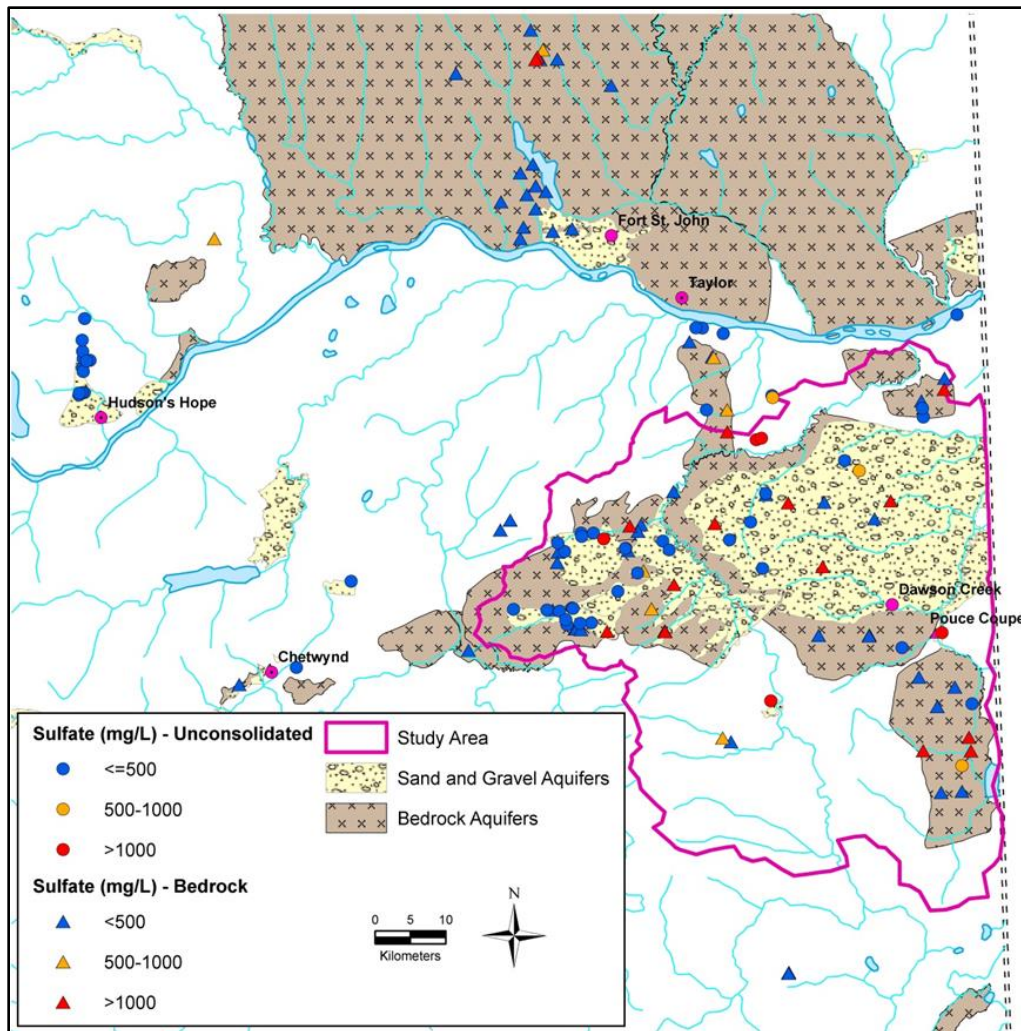 Fort St. John
Taylor
Hudson's Hope
Dawson Creek
Pouce Coupe
Chetwynd
Sulfate (mg/L) - Unconsolidated
<=500
500-1000
>1000
Sulfate (mg/L) - Bedrock
<500
500-1000
>1000
Study Area
Sand and Gravel Aquifers
Bedrock Aquifers
0 5 10
Kilometers
N